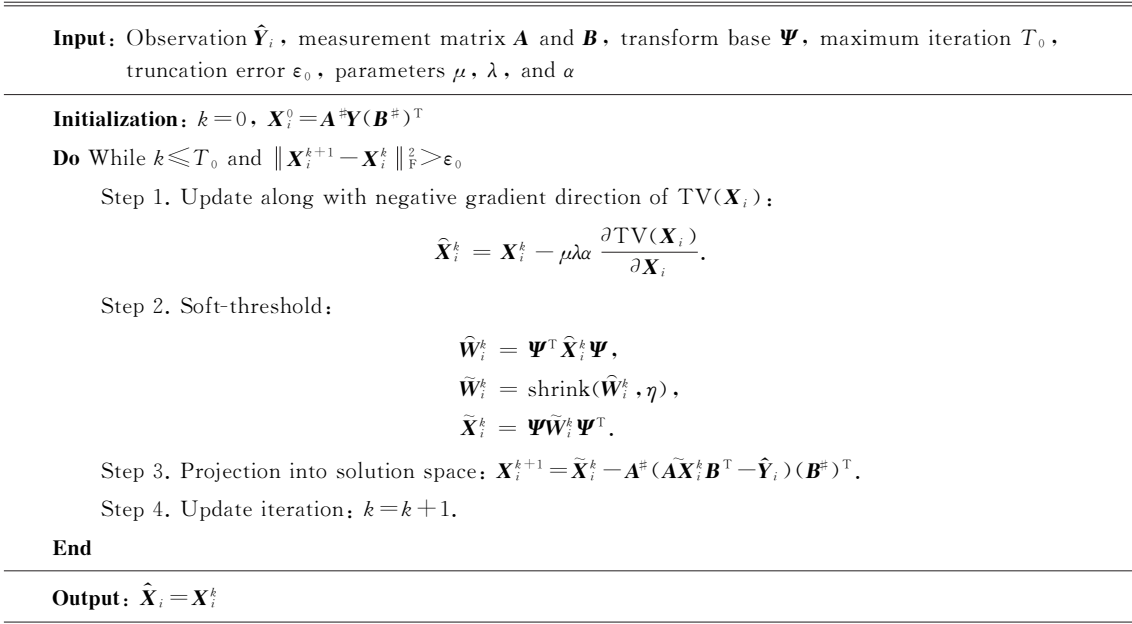 Input: Observation Ŷ_i, measurement matrix A and B, transform base Ψ, maximum iteration T_0,
truncation error ε_0, parameters μ, λ, and α
Initialization: k=0, X_i^0=A^#Y(B^#)^T
Do While k≤T_0 and ‖X_i^{k+1}−X_i^k‖_F^2>ε_0
Step 1. Update along with negative gradient direction of TV(X_i):
X̂_i^k = X_i^k − μλα ∂TV(X_i)/∂X_i.
Step 2. Soft-threshold:
Ŵ_i^k = Ψ^T X̂_i^k Ψ,
W̃_i^k = shrink(Ŵ_i^k, η),
X̃_i^k = ΨW̃_i^kΨ^T.
Step 3. Projection into solution space: X_i^{k+1}=X̃_i^k−A^#(AX̃_i^kB^T−Ŷ_i)(B^#)^T.
Step 4. Update iteration: k=k+1.
End
Output: X̂_i=X_i^k